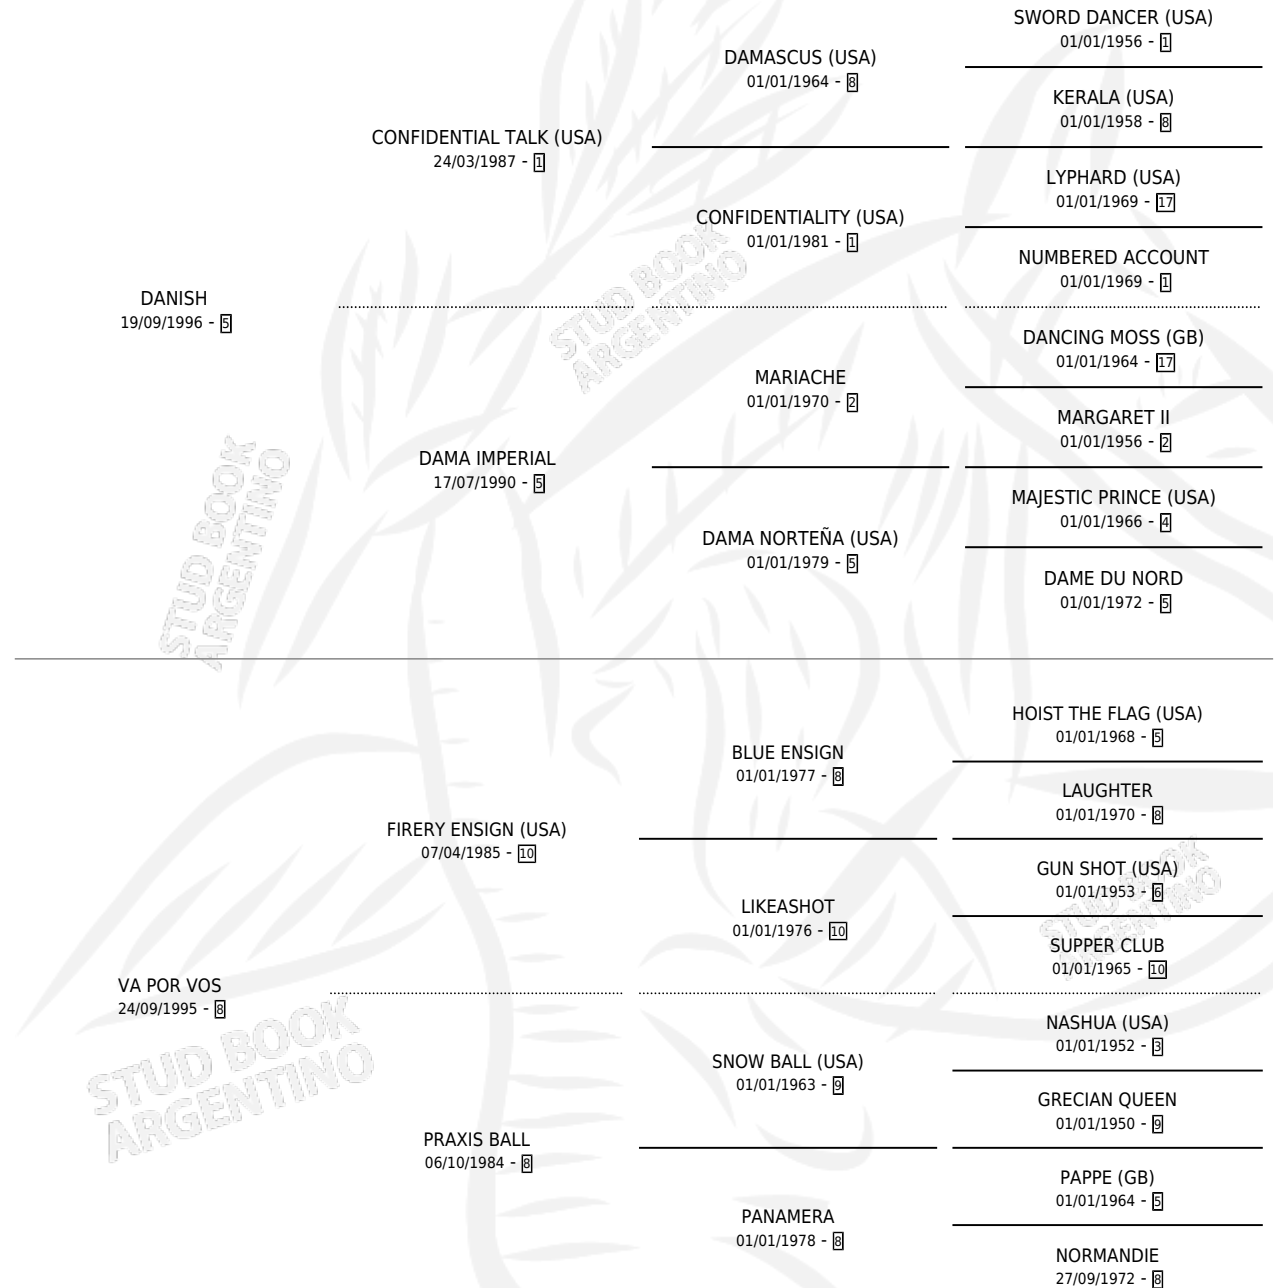 SWORD DANCER (USA)
01/01/1956 - 1
DAMASCUS (USA)
01/01/1964 - 8
KERALA (USA)
01/01/1958 - 8
CONFIDENTIAL TALK (USA)
24/03/1987 - 1
LYPHARD (USA)
01/01/1969 - 17
CONFIDENTIALITY (USA)
01/01/1981 - 1
NUMBERED ACCOUNT
01/01/1969 - 1
DANISH
19/09/1996 - 5
DANCING MOSS (GB)
01/01/1964 - 17
MARIACHE
01/01/1970 - 2
MARGARET II
01/01/1956 - 2
DAMA IMPERIAL
17/07/1990 - 5
MAJESTIC PRINCE (USA)
01/01/1966 - 4
DAMA NORTEÑA (USA)
01/01/1979 - 5
DAME DU NORD
01/01/1972 - 5
HOIST THE FLAG (USA)
01/01/1968 - 5
BLUE ENSIGN
01/01/1977 - 8
LAUGHTER
01/01/1970 - 8
FIRERY ENSIGN (USA)
07/04/1985 - 10
GUN SHOT (USA)
01/01/1953 - 6
LIKEASHOT
01/01/1976 - 10
SUPPER CLUB
01/01/1965 - 10
VA POR VOS
24/09/1995 - 8
NASHUA (USA)
01/01/1952 - 3
SNOW BALL (USA)
01/01/1963 - 9
GRECIAN QUEEN
01/01/1950 - 9
PRAXIS BALL
06/10/1984 - 8
PAPPE (GB)
01/01/1964 - 5
PANAMERA
01/01/1978 - 8
NORMANDIE
27/09/1972 - 8
STUD BOOK
ARGENTINO
STUD BOOK
ARGENTINO
STUD BOOK
ARGENTINO
STUD BOOK
ARGENTINO